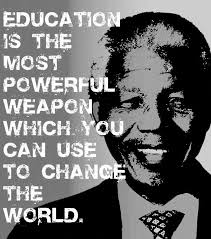 EDUCATION
IS THE
MOST
POWERFUL
WEAPON
WHICH YOU
CAN USE
TO CHANGE
THE
WORLD.